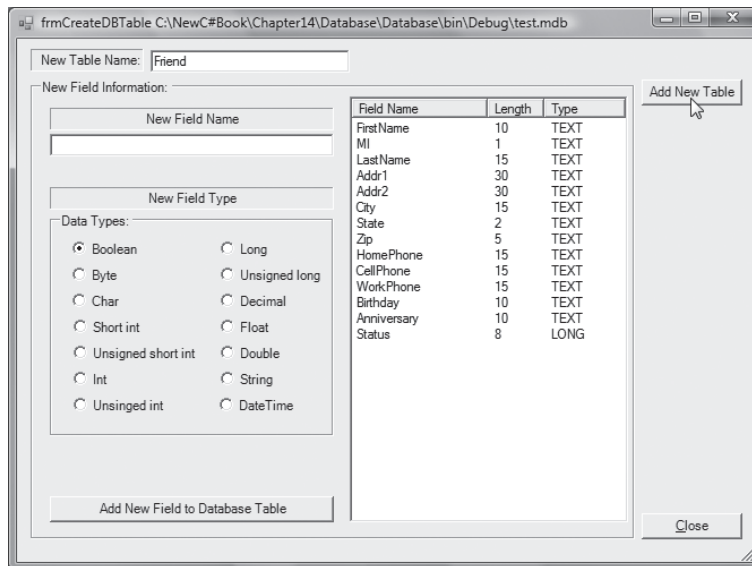 frmCreateDBTable C:\NewC#Book\Chapter14\Database\Database\bin\Debug\test.mdb
New Table Name: Friend
New Field Information:
New Field Name
New Field Type
Data Types:
Boolean Long
Byte Unsigned long
Char Decimal
Short int Float
Unsigned short int Double
Int String
Unsinged int DateTime
Add New Field to Database Table
Field Name Length Type
FirstName 10 TEXT
MI 1 TEXT
LastName 15 TEXT
Addr1 30 TEXT
Addr2 30 TEXT
City 15 TEXT
State 2 TEXT
Zip 5 TEXT
HomePhone 15 TEXT
CellPhone 15 TEXT
WorkPhone 15 TEXT
Birthday 10 TEXT
Anniversary 10 TEXT
Status 8 LONG
Add New Table
Close